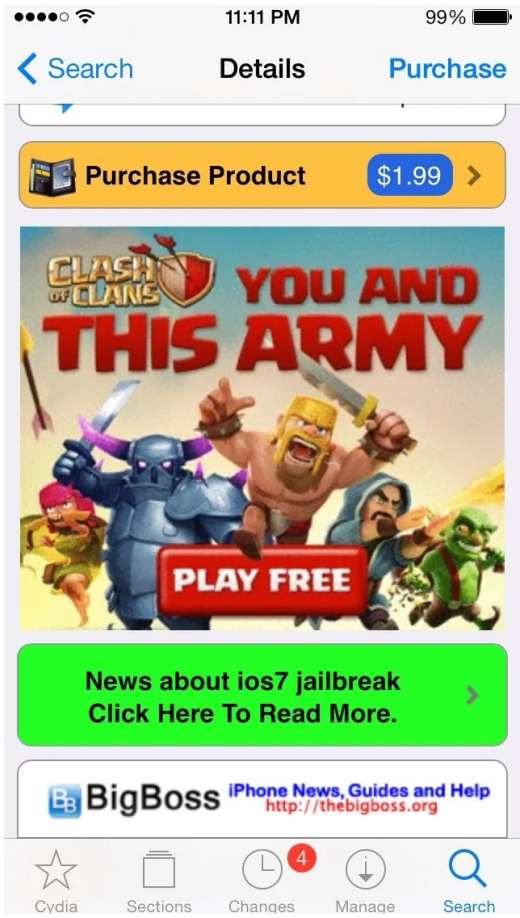 11:11 PM
99%
Search
Details
Purchase
Purchase Product
$1.99
CLASH
OF CLANS
YOU AND
THIS ARMY
PLAY FREE
News about ios7 jailbreak
Click Here To Read More.
BB BigBoss
iPhone News, Guides and Help
http://thebigboss.org
4
Cydia
Sections
Changes
Manage
Search